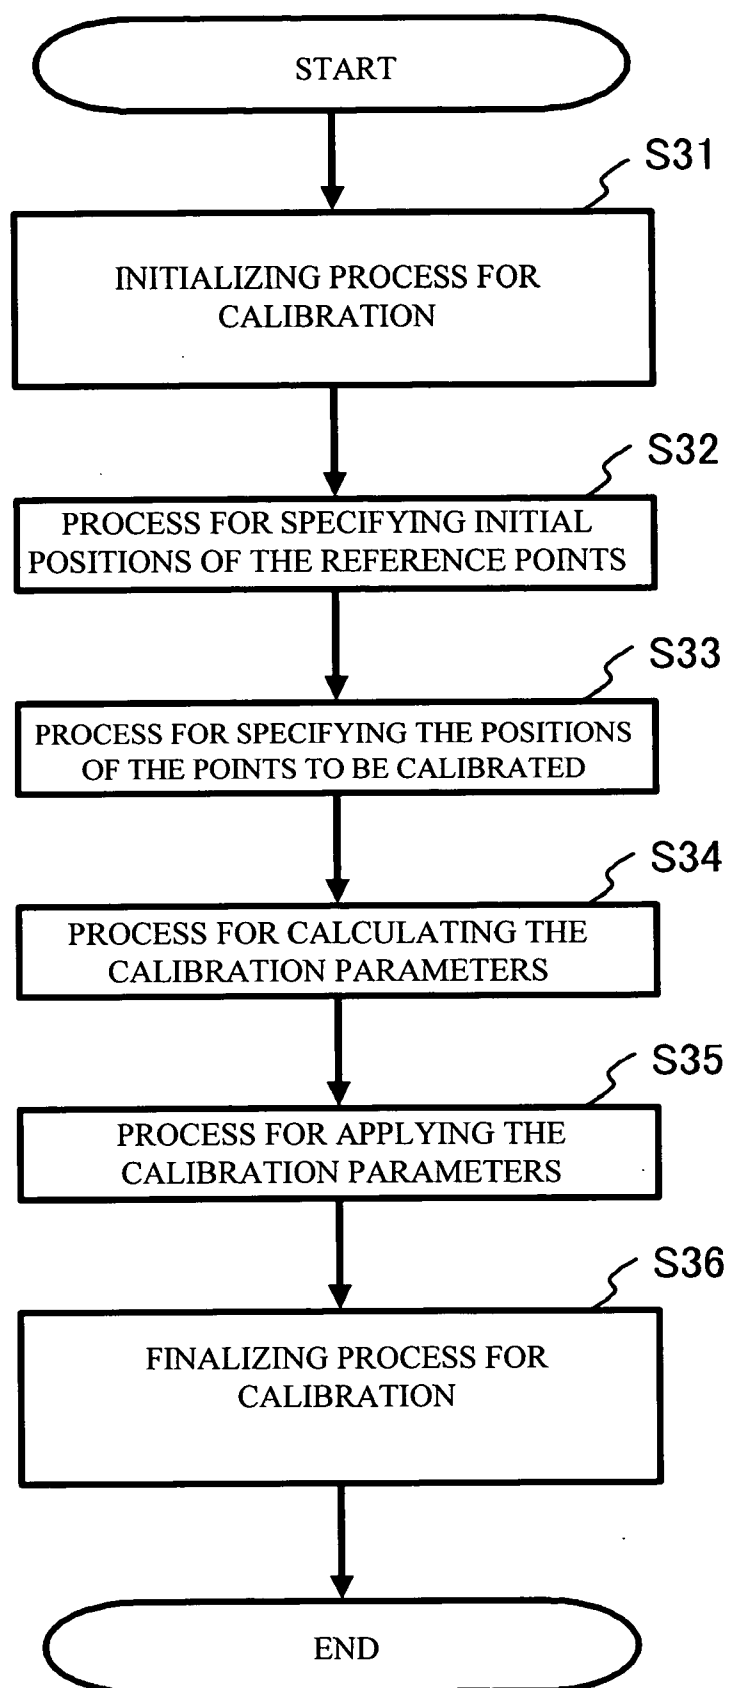 START
S31
INITIALIZING PROCESS FOR
CALIBRATION
S32
PROCESS FOR SPECIFYING INITIAL
POSITIONS OF THE REFERENCE POINTS
S33
PROCESS FOR SPECIFYING THE POSITIONS
OF THE POINTS TO BE CALIBRATED
S34
PROCESS FOR CALCULATING THE
CALIBRATION PARAMETERS
S35
PROCESS FOR APPLYING THE
CALIBRATION PARAMETERS
S36
FINALIZING PROCESS FOR
CALIBRATION
END